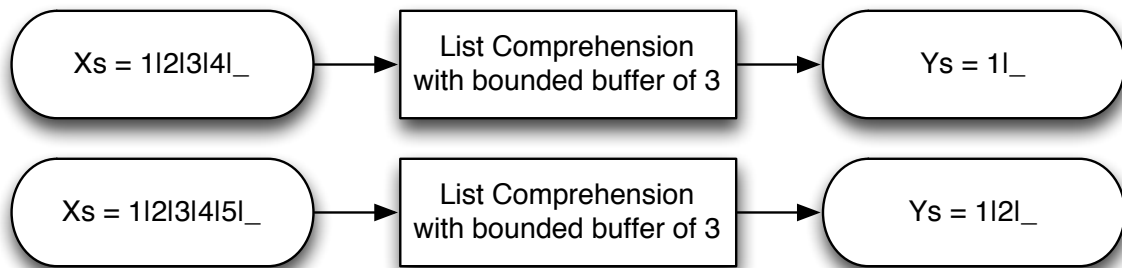 Xs = 1|2|3|4|_
List Comprehension
with bounded buffer of 3
Ys = 1|_
Xs = 1|2|3|4|5|_
List Comprehension
with bounded buffer of 3
Ys = 1|2|_